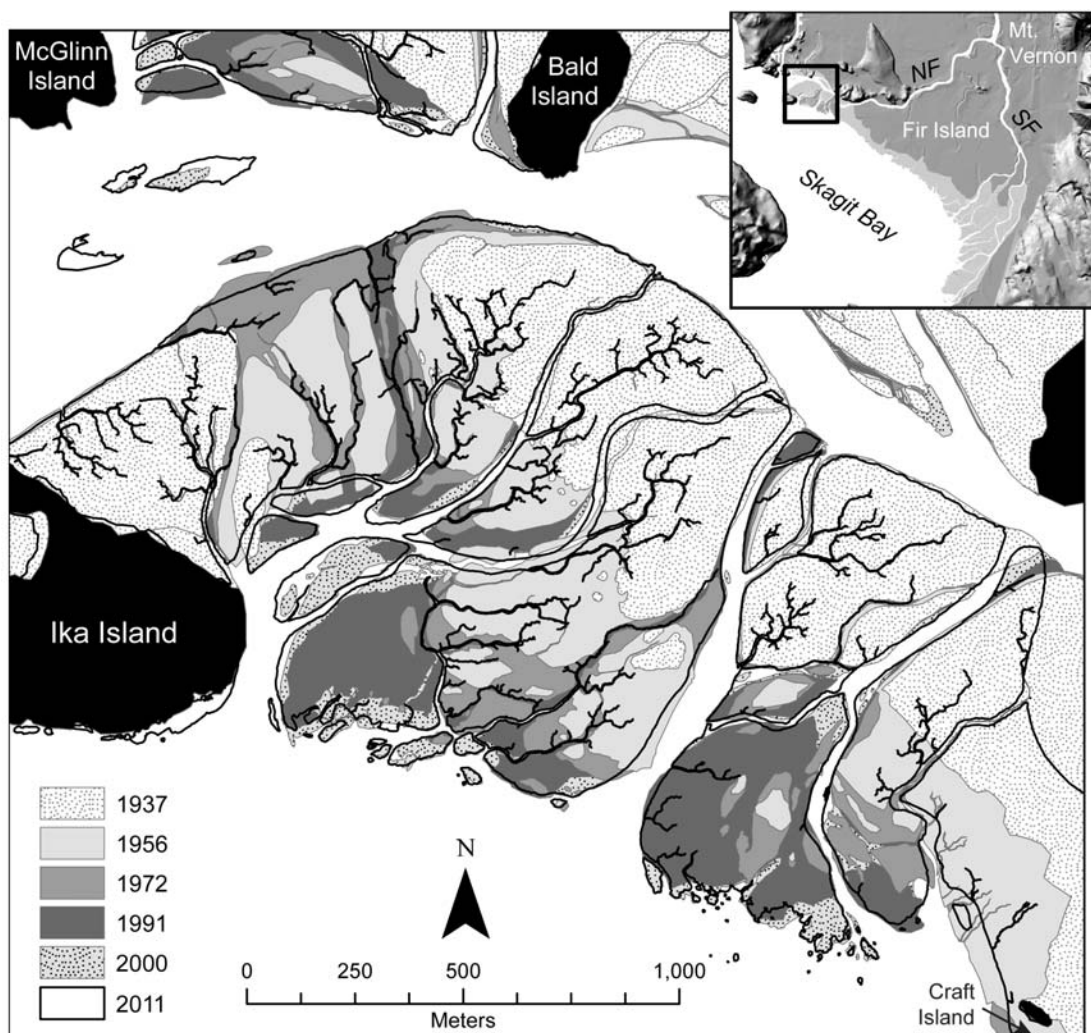 McGlinn
Island
Bald
Island
Mt.
Vernon
NF
SF
Fir Island
Skagit Bay
Ika Island
1937
1956
1972
1991
2000
2011
N
0 250 500 1,000
Meters
Craft
Island